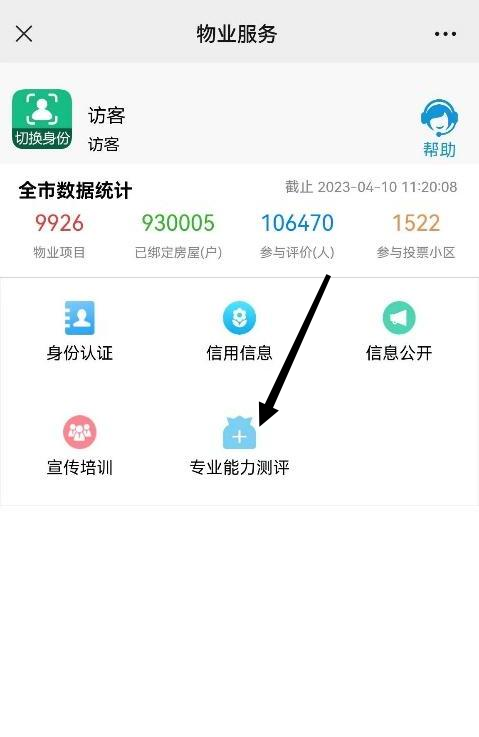 物业服务
访客
切换身份
访客
帮助
全市数据统计
截止 2023-04-10 11:20:08
9926
930005
106470
1522
物业项目
已绑定房屋(户)
参与评价(人)
参与投票小区
身份认证
信用信息
信息公开
宣传培训
专业能力测评